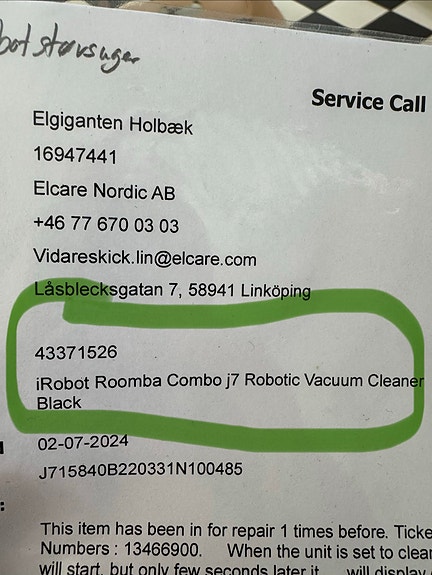 bot støvsuger
Service Call
Elgiganten Holbæk
16947441
Elcare Nordic AB
+46 77 670 03 03
Vidareskick.lin@elcare.com
Låsblecksgatan 7, 58941 Linköping
43371526
iRobot Roomba Combo j7 Robotic Vacuum Cleaner
Black
02-07-2024
J715840B220331N100485
:
This item has been in for repair 1 times before. Ticke
Numbers : 13466900. When the unit is set to clear
will start, but only few seconds later it will display